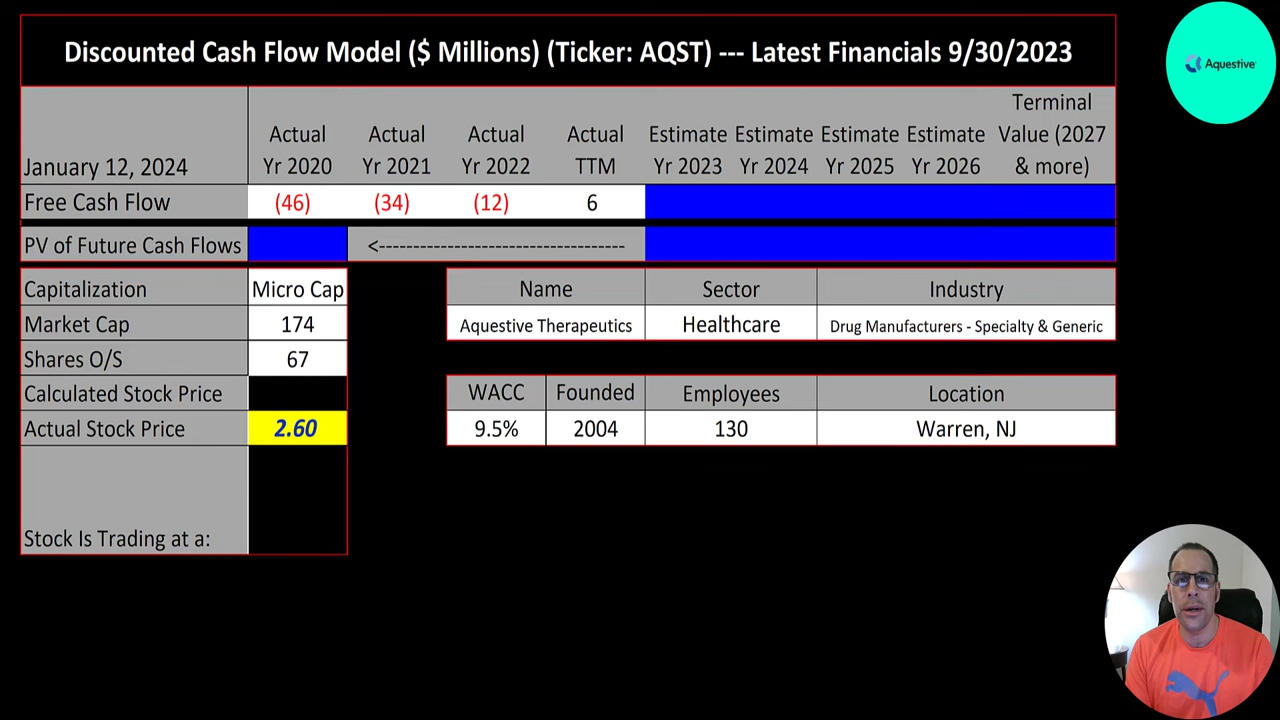 Discounted Cash Flow Model ($ Millions) (Ticker: AQST) --- Latest Financials 9/30/2023
Aquestive
January 12, 2024
Actual Yr 2020
Actual Yr 2021
Actual Yr 2022
Actual TTM
Estimate Yr 2023
Estimate Yr 2024
Estimate Yr 2025
Estimate Yr 2026
Terminal Value (2027 & more)
Free Cash Flow (46) (34) (12) 6
PV of Future Cash Flows <------------------------------------
Capitalization Micro Cap
Market Cap 174
Shares O/S 67
Calculated Stock Price
Actual Stock Price 2.60
Stock Is Trading at a:
Name Sector Industry
Aquestive Therapeutics Healthcare Drug Manufacturers - Specialty & Generic
WACC Founded Employees Location
9.5% 2004 130 Warren, NJ